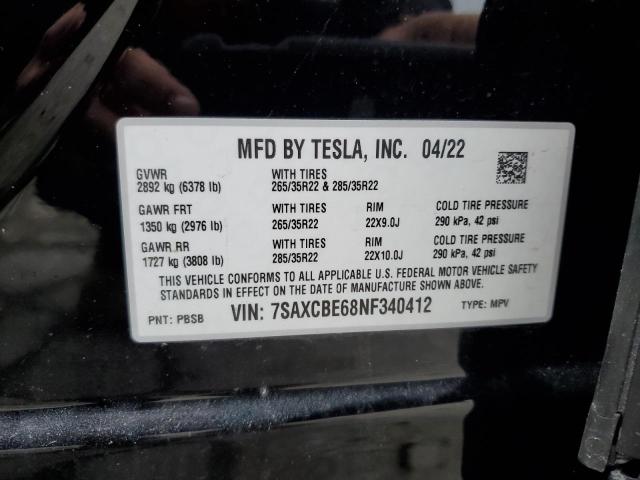 MFD BY TESLA, INC. 04/22
GVWR WITH TIRES
2892 kg (6378 lb) 265/35R22 & 285/35R22
GAWR FRT WITH TIRES RIM COLD TIRE PRESSURE
1350 kg (2976 lb) 265/35R22 22X9.0J 290 kPa, 42 psi
GAWR RR WITH TIRES RIM COLD TIRE PRESSURE
1727 kg (3808 lb) 285/35R22 22X10.0J 290 kPa, 42 psi
THIS VEHICLE CONFORMS TO ALL APPLICABLE U.S. FEDERAL MOTOR VEHICLE SAFETY
STANDARDS IN EFFECT ON THE DATE OF MANUFACTURE SHOWN ABOVE.
PNT: PBSB VIN: 7SAXCBE68NF340412 TYPE: MPV